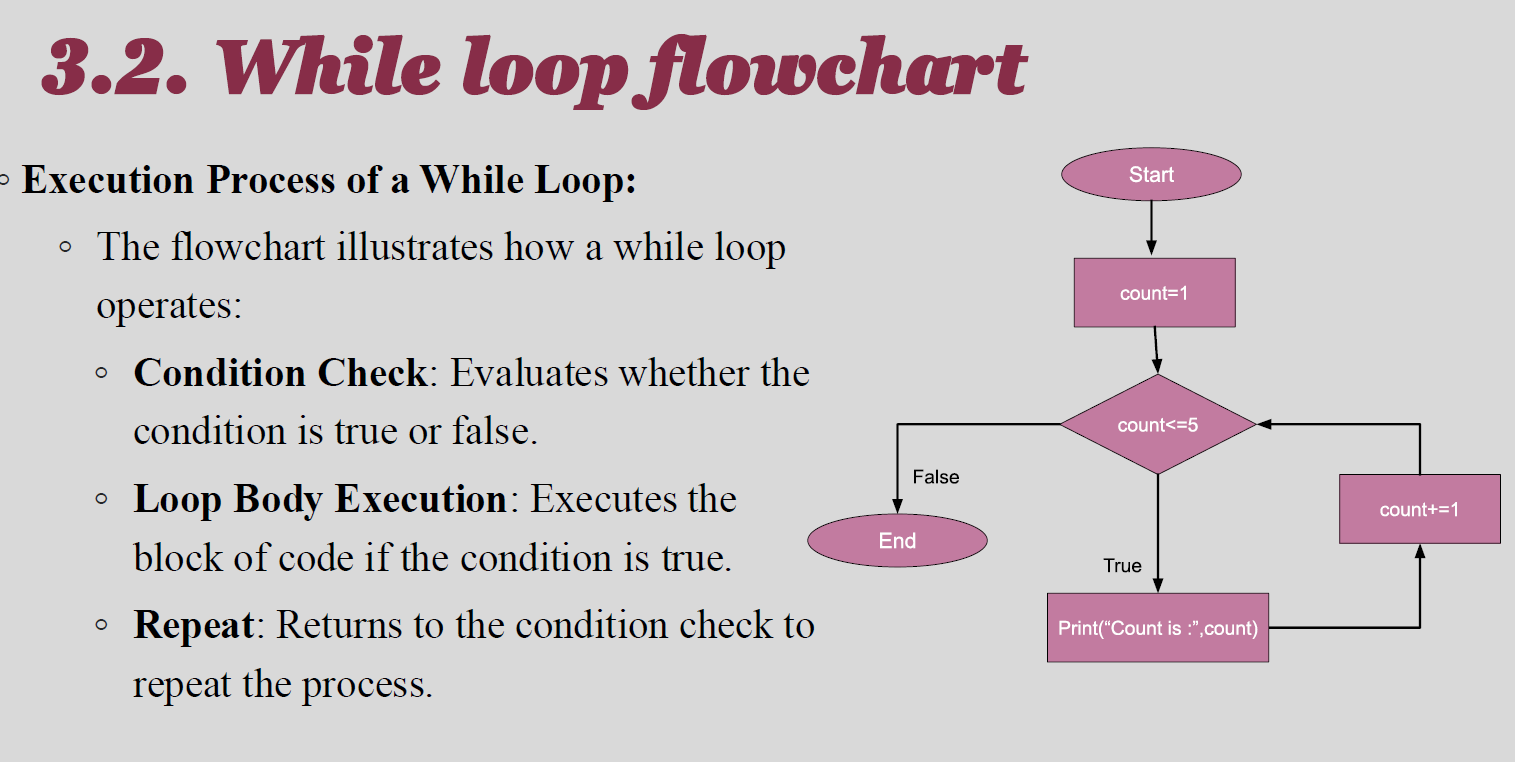 3.2. While loop flowchart
◦ Execution Process of a While Loop:
◦ The flowchart illustrates how a while loop
operates:
◦ Condition Check: Evaluates whether the
condition is true or false.
◦ Loop Body Execution: Executes the
block of code if the condition is true.
◦ Repeat: Returns to the condition check to
repeat the process.
Start
count=1
count<=5
False
End
True
Print(“Count is :”,count)
count+=1